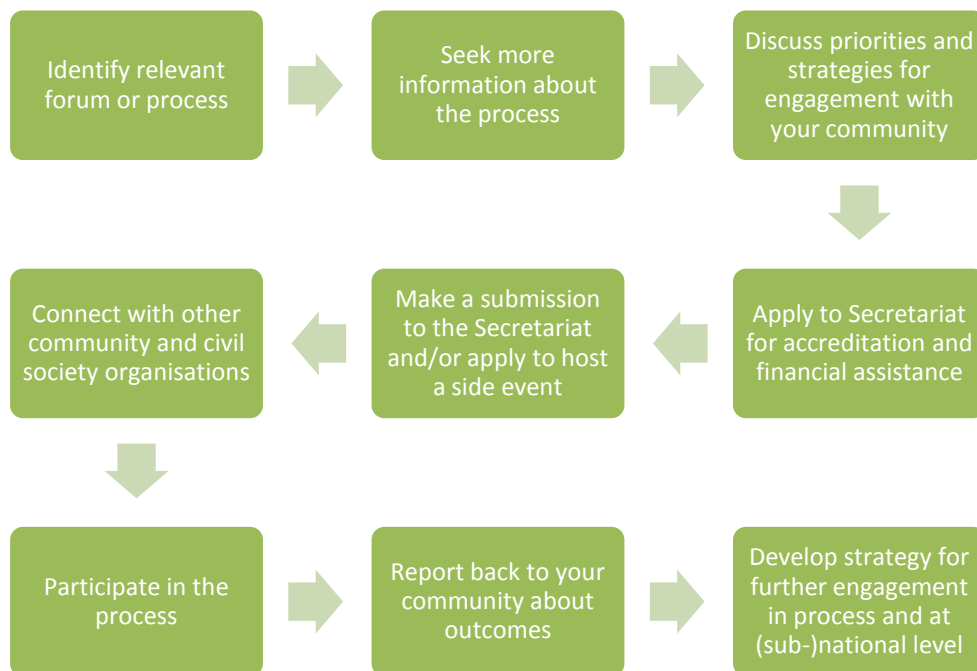 Identify relevant
forum or process
Seek more
information about
the process
Discuss priorities and
strategies for
engagement with
your community
Apply to Secretariat
for accreditation and
financial assistance
Make a submission
to the Secretariat
and/or apply to host
a side event
Connect with other
community and civil
society organisations
Participate in the
process
Report back to your
community about
outcomes
Develop strategy for
further engagement
in process and at
(sub-)national level